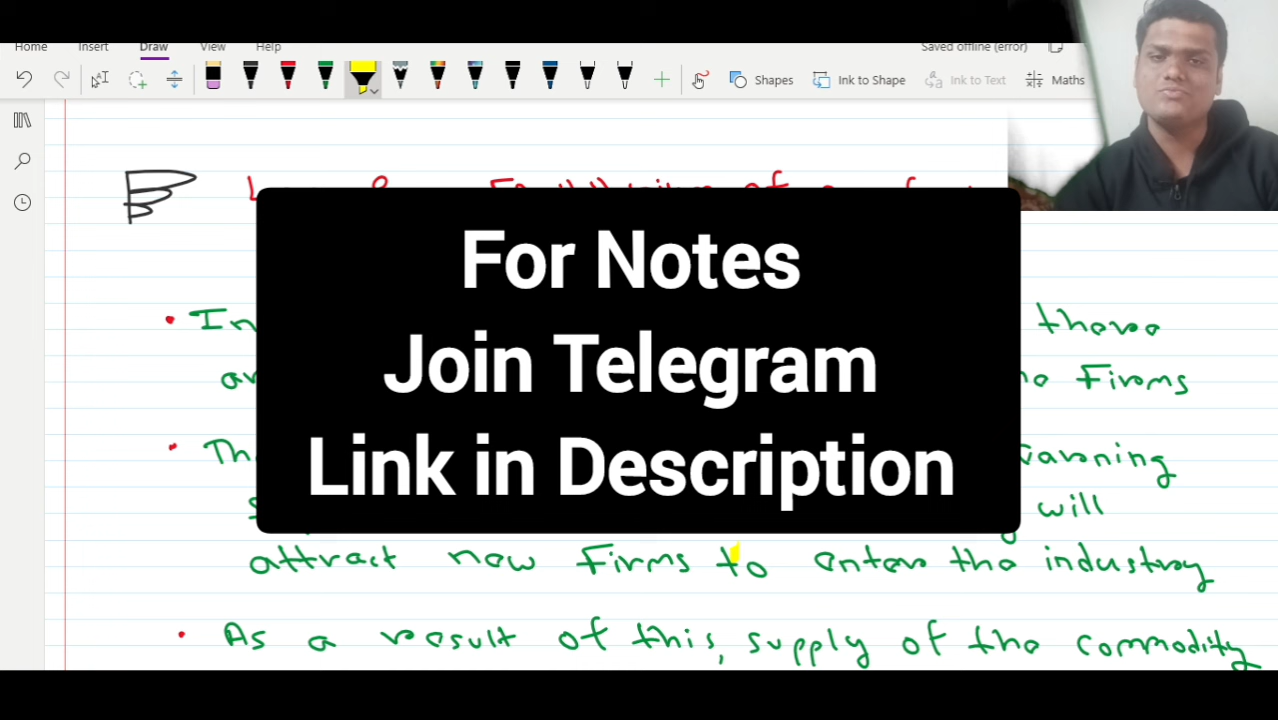 Home Insert Draw View Help Saved offline (error)
Shapes Ink to Shape Ink to Text Maths
For Notes
Join Telegram
Link in Description
of
In there
Firms
earning
will
attract new Firms to enter the industry
As a result of this, supply of the commodity